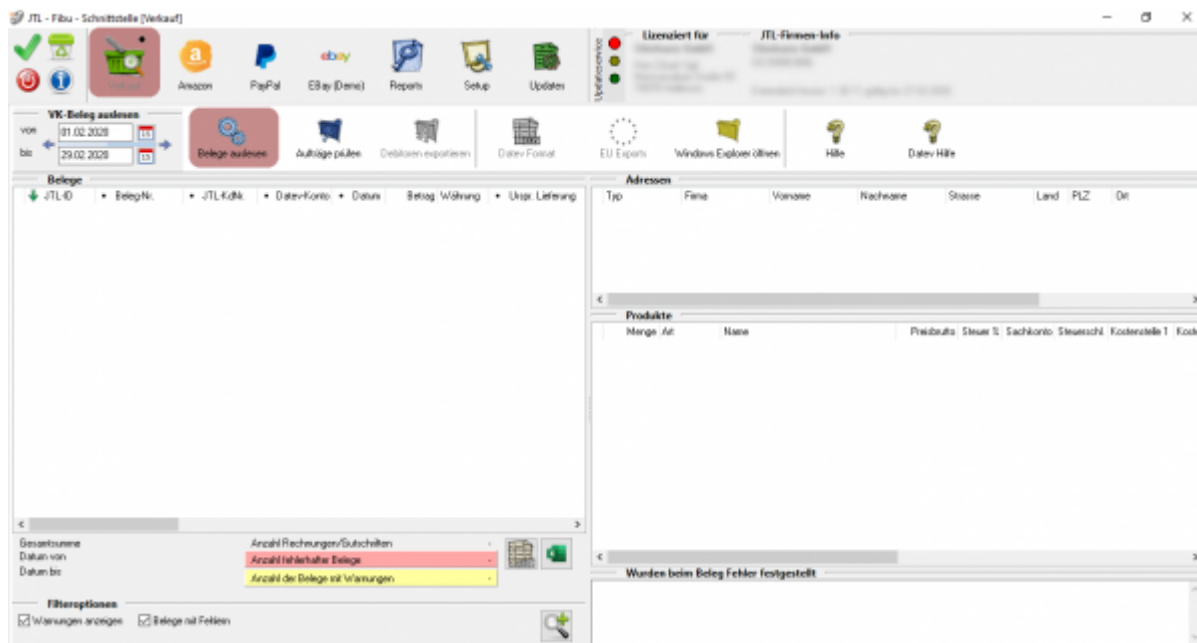 JTL - Fibu - Schnittstelle [Verkauf]
Verkauf
Amazon
PayPal
EBay (Demo)
Reports
Setup
Updates
Updateservice
Lizenziert für
JTL-Firmen-Info
VK-Beleg auslesen
von 01.02.2020
bis 29.02.2020
Belege auslesen
Aufträge prüfen
Debitoren exportieren
Datev Format
EU Exports
Windows Explorer öffnen
Hilfe
Datev Hilfe
Belege
JTL-ID BelegNr. JTL-KdNr. Datev-Konto Datum Betrag Währung Urspr. Lieferung
Adressen
Typ Firma Vorname Nachname Strasse Land PLZ Ort
Produkte
Menge Art Name Preisbrutto Steuer % Sachkonto Steuerschl. Kostenstelle 1
Gesamtsumme
Datum von
Datum bis
Anzahl Rechnungen/Gutschriften -
Anzahl fehlerhafter Belege -
Anzahl der Belege mit Warnungen -
Filteroptionen
Warnungen anzeigen Belege mit Fehlern
Wurden beim Beleg Fehler festgestellt